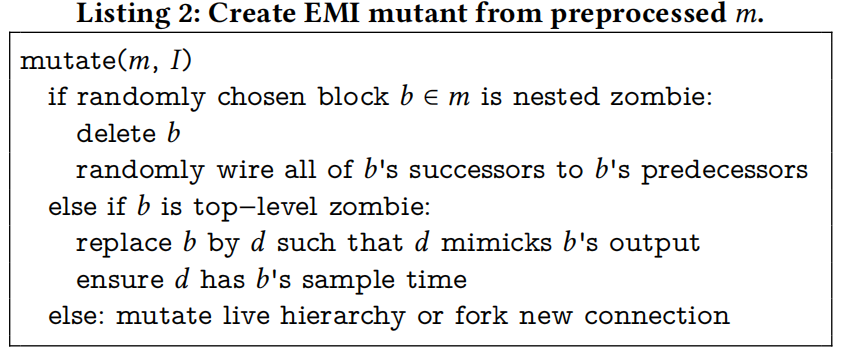 Listing 2: Create EMI mutant from preprocessed m.
mutate(m, I)
if randomly chosen block b ∈ m is nested zombie:
delete b
randomly wire all of b's successors to b's predecessors
else if b is top−level zombie:
replace b by d such that d mimicks b's output
ensure d has b's sample time
else: mutate live hierarchy or fork new connection